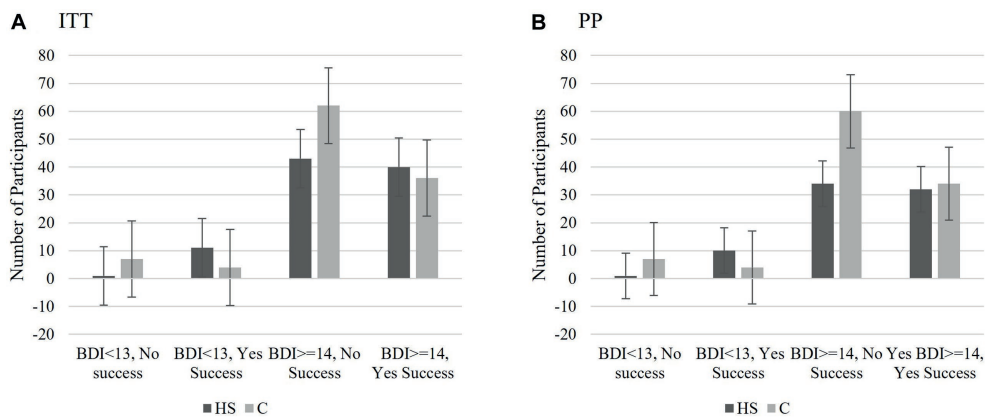 A ITT
80
70
60
50
40
30
20
10
0
-10
-20
Number of Participants
BDI<13, No
success
BDI<13, Yes
Success
BDI>=14, No
Success
BDI>=14,
Yes Success
HS C
B PP
80
70
60
50
40
30
20
10
0
-10
-20
Number of Participants
BDI<13, No
success
BDI<13, Yes
Success
BDI>=14, No
Success
Yes BDI>=14,
Yes Success
HS C